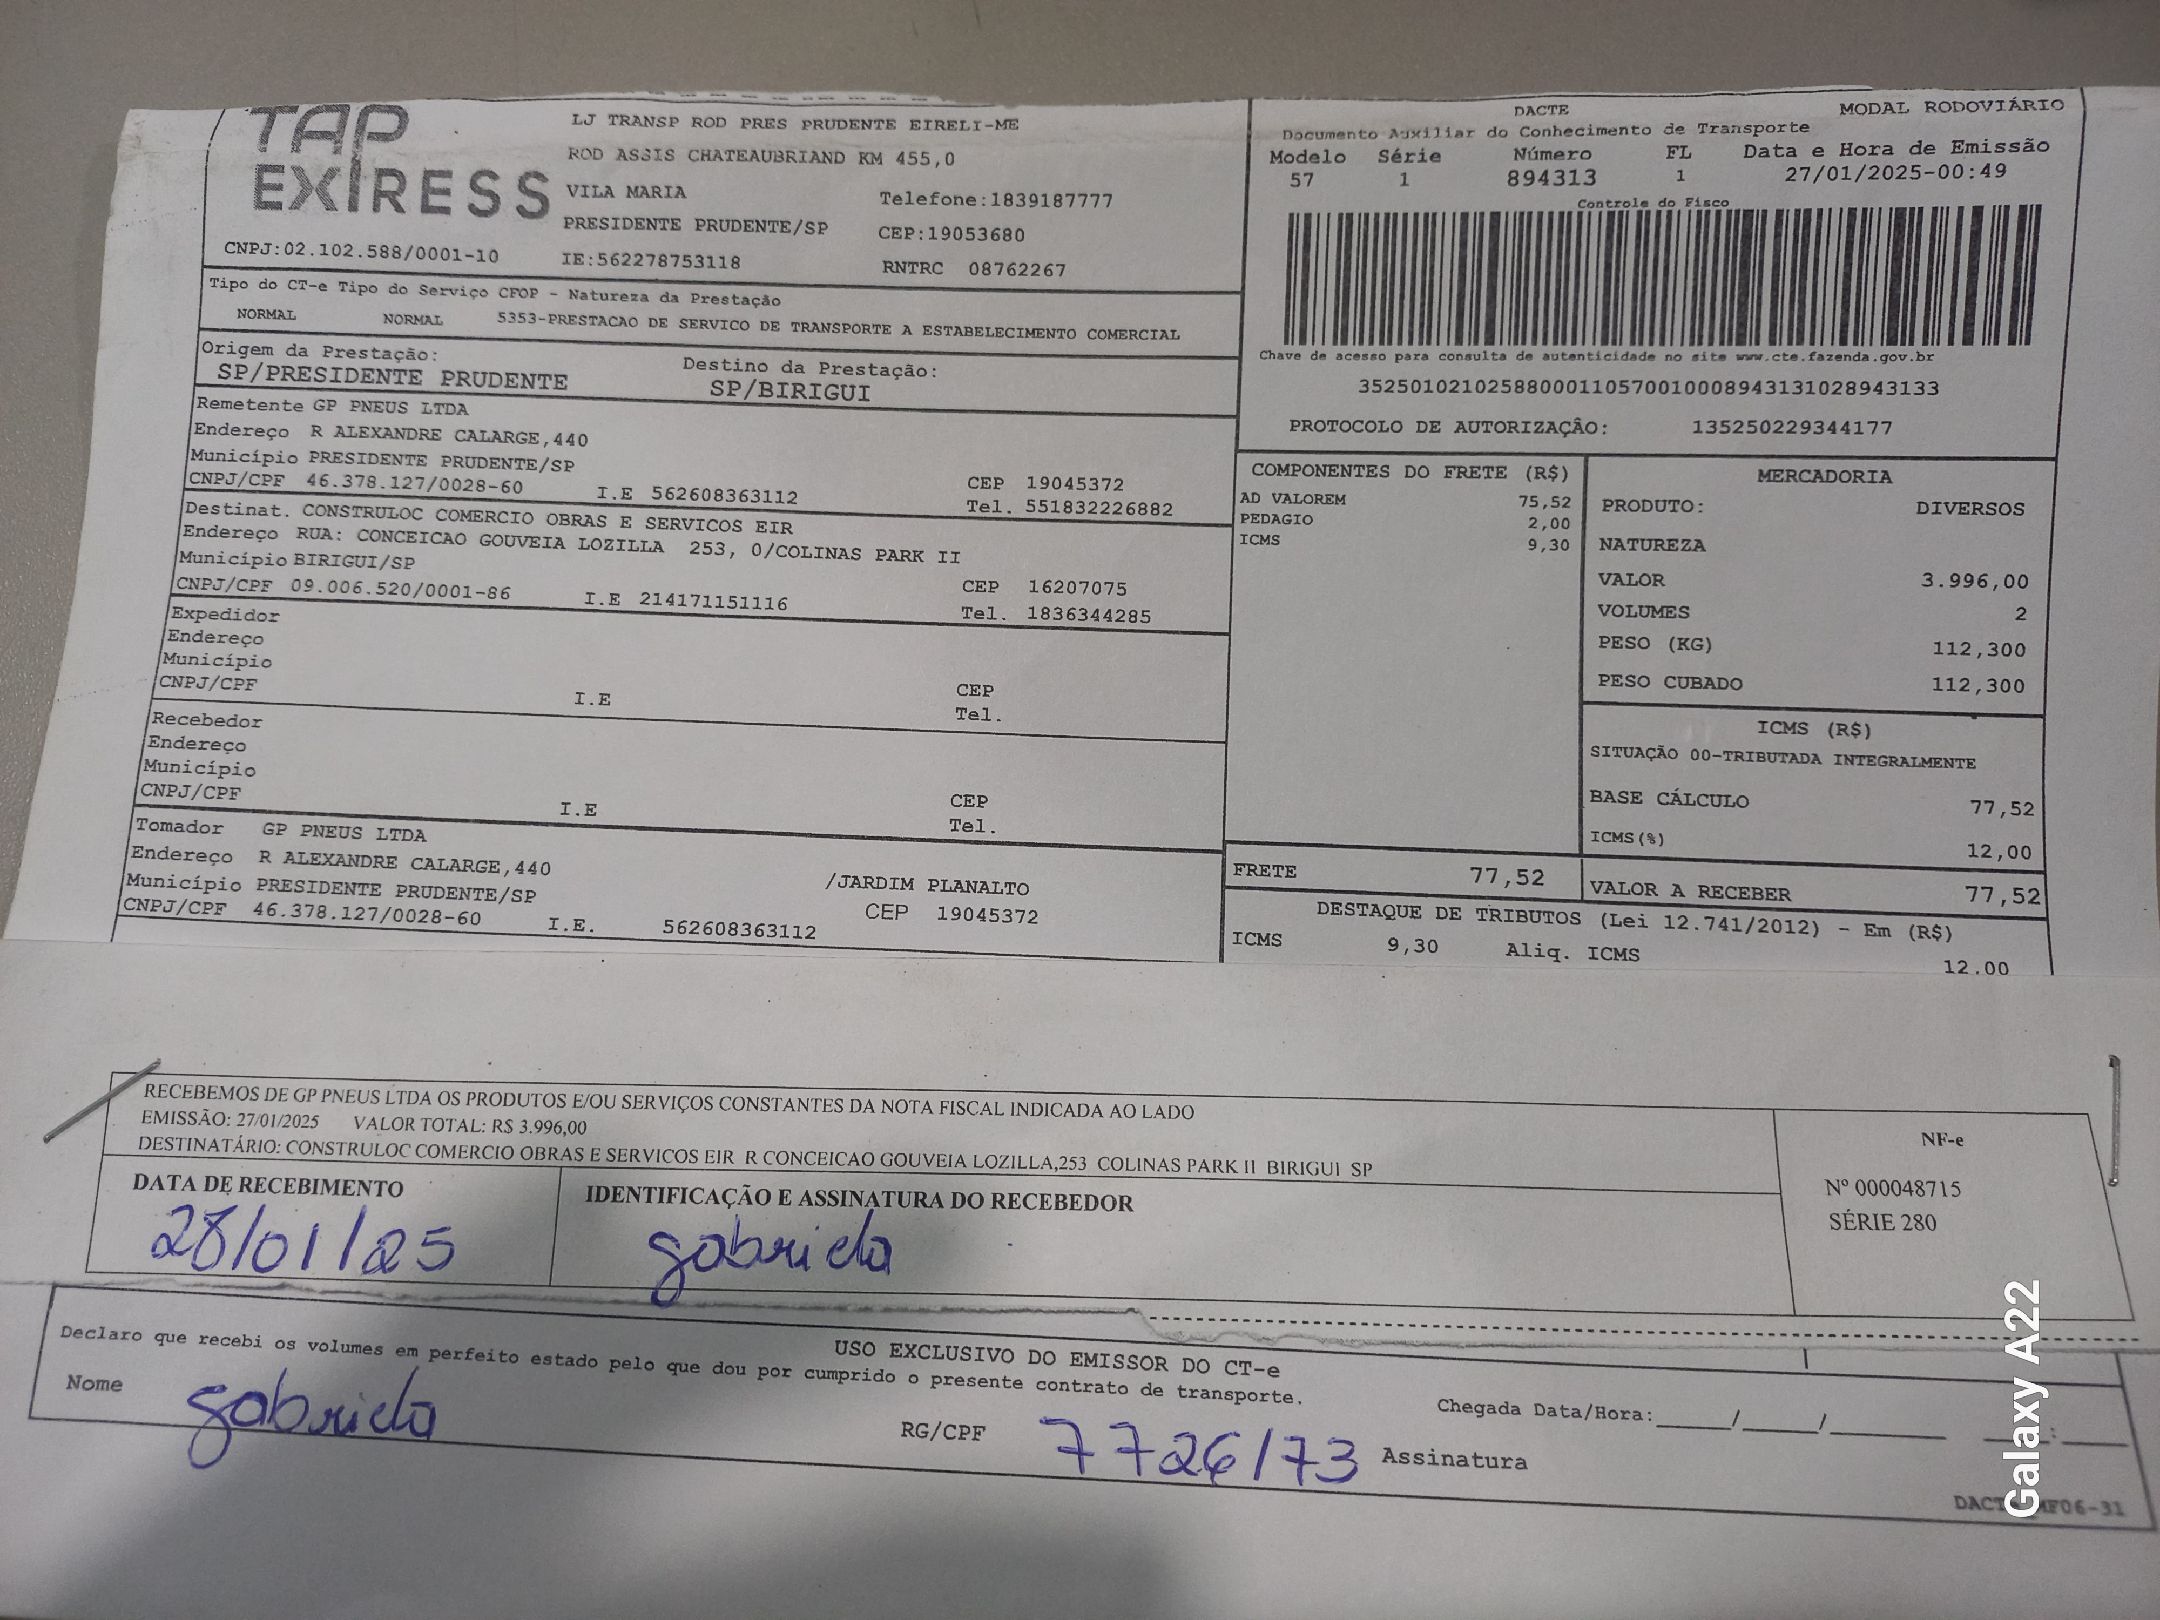 TAP
EXPRESS
LJ TRANSP ROD PRES PRUDENTE EIRELI-ME
ROD ASSIS CHATEAUBRIAND KM 455,0
VILA MARIA
Telefone:1839187777
PRESIDENTE PRUDENTE/SP
CEP:19053680
CNPJ:02.102.588/0001-10
IE:562278753118
RNTRC 08762267
DACTE
MODAL RODOVIÁRIO
Documento Auxiliar do Conhecimento de Transporte
Modelo Série Número FL Data e Hora de Emissão
57 1 894313 1 27/01/2025-00:49
Controle do Fisco
Chave de acesso para consulta de autenticidade no site www.cte.fazenda.gov.br
35250102102588000110570010008943131028943133
PROTOCOLO DE AUTORIZAÇÂO: 135250229344177
Tipo do CT-e Tipo do Serviço CFOP - Natureza da Prestação
NORMAL NORMAL 5353-PRESTACAO DE SERVICO DE TRANSPORTE A ESTABELECIMENTO COMERCIAL
Origem da Prestação: Destino da Prestação:
SP/PRESIDENTE PRUDENTE SP/BIRIGUI
Remetente GP PNEUS LTDA
Endereço R ALEXANDRE CALARGE,440
Município PRESIDENTE PRUDENTE/SP CEP 19045372
CNPJ/CPF 46.378.127/0028-60 I.E 562608363112 Tel. 551832226882
Destinat. CONSTRULOC COMERCIO OBRAS E SERVICOS EIR
Endereço RUA: CONCEICAO GOUVEIA LOZILLA 253, 0/COLINAS PARK II
Município BIRIGUI/SP CEP 16207075
CNPJ/CPF 09.006.520/0001-86 I.E 214171151116 Tel. 1836344285
Expedidor
Endereço
Município CEP
CNPJ/CPF I.E Tel.
Recebedor
Endereço
Município CEP
CNPJ/CPF I.E Tel.
Tomador GP PNEUS LTDA
Endereço R ALEXANDRE CALARGE,440 /JARDIM PLANALTO
Município PRESIDENTE PRUDENTE/SP CEP 19045372
CNPJ/CPF 46.378.127/0028-60 I.E. 562608363112
COMPONENTES DO FRETE (R$)
AD VALOREM 75,52
PEDAGIO 2,00
ICMS 9,30
MERCADORIA
PRODUTO: DIVERSOS
NATUREZA
VALOR 3.996,00
VOLUMES 2
PESO (KG) 112,300
PESO CUBADO 112,300
ICMS (R$)
SITUAÇÃO 00-TRIBUTADA INTEGRALMENTE
BASE CÁLCULO 77,52
ICMS(%) 12,00
FRETE 77,52 VALOR A RECEBER 77,52
DESTAQUE DE TRIBUTOS (Lei 12.741/2012) - Em (R$)
ICMS 9,30 Aliq. ICMS 12.00
RECEBEMOS DE GP PNEUS LTDA OS PRODUTOS E/OU SERVIÇOS CONSTANTES DA NOTA FISCAL INDICADA AO LADO
EMISSÃO: 27/01/2025 VALOR TOTAL: R$ 3.996,00
DESTINATÁRIO: CONSTRULOC COMERCIO OBRAS E SERVICOS EIR R CONCEICAO GOUVEIA LOZILLA,253 COLINAS PARK II BIRIGUI SP
DATA DE RECEBIMENTO IDENTIFICAÇÃO E ASSINATURA DO RECEBEDOR
28/01/25 gabriela
NF-e
Nº 000048715
SÉRIE 280
USO EXCLUSIVO DO EMISSOR DO CT-e
Declaro que recebi os volumes em perfeito estado pelo que dou por cumprido o presente contrato de transporte.
Nome gabriela RG/CPF 7726173 Assinatura
Chegada Data/Hora:____/____/______ ____:____
Galaxy A22